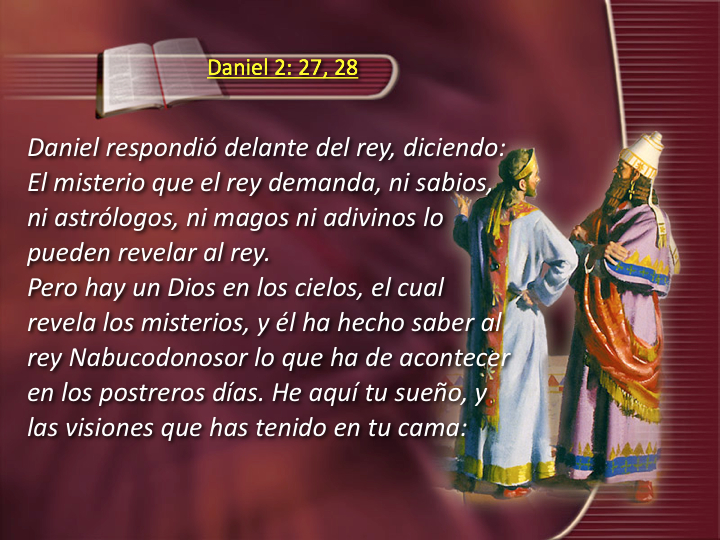 Daniel 2: 27, 28
Daniel respondió delante del rey, diciendo:
El misterio que el rey demanda, ni sabios,
ni astrólogos, ni magos ni adivinos lo
pueden revelar al rey.
Pero hay un Dios en los cielos, el cual
revela los misterios, y él ha hecho saber al
rey Nabucodonosor lo que ha de acontecer
en los postreros días. He aquí tu sueño, y
las visiones que has tenido en tu cama: